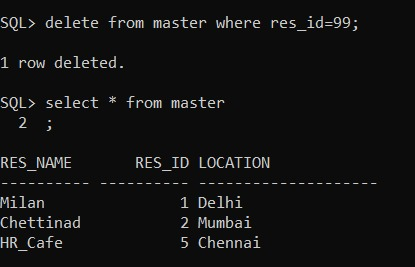 SQL> delete from master where res_id=99;
1 row deleted.
SQL> select * from master
  2  ;
RES_NAME       RES_ID LOCATION
---------- ---------- --------------------
Milan               1 Delhi
Chettinad           2 Mumbai
HR_Cafe             5 Chennai